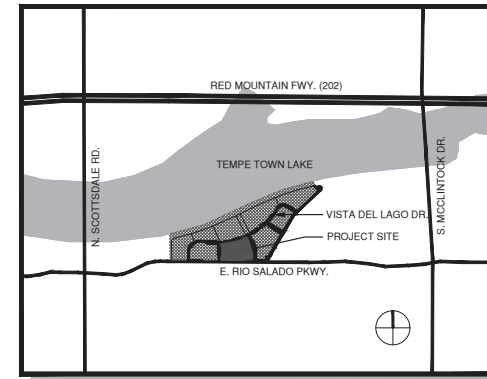 RED MOUNTAIN FWY. (202)
N. SCOTTSDALE RD.
TEMPE TOWN LAKE
S. MCCLINTOCK DR.
VISTA DEL LAGO DR.
PROJECT SITE
E. RIO SALADO PKWY.